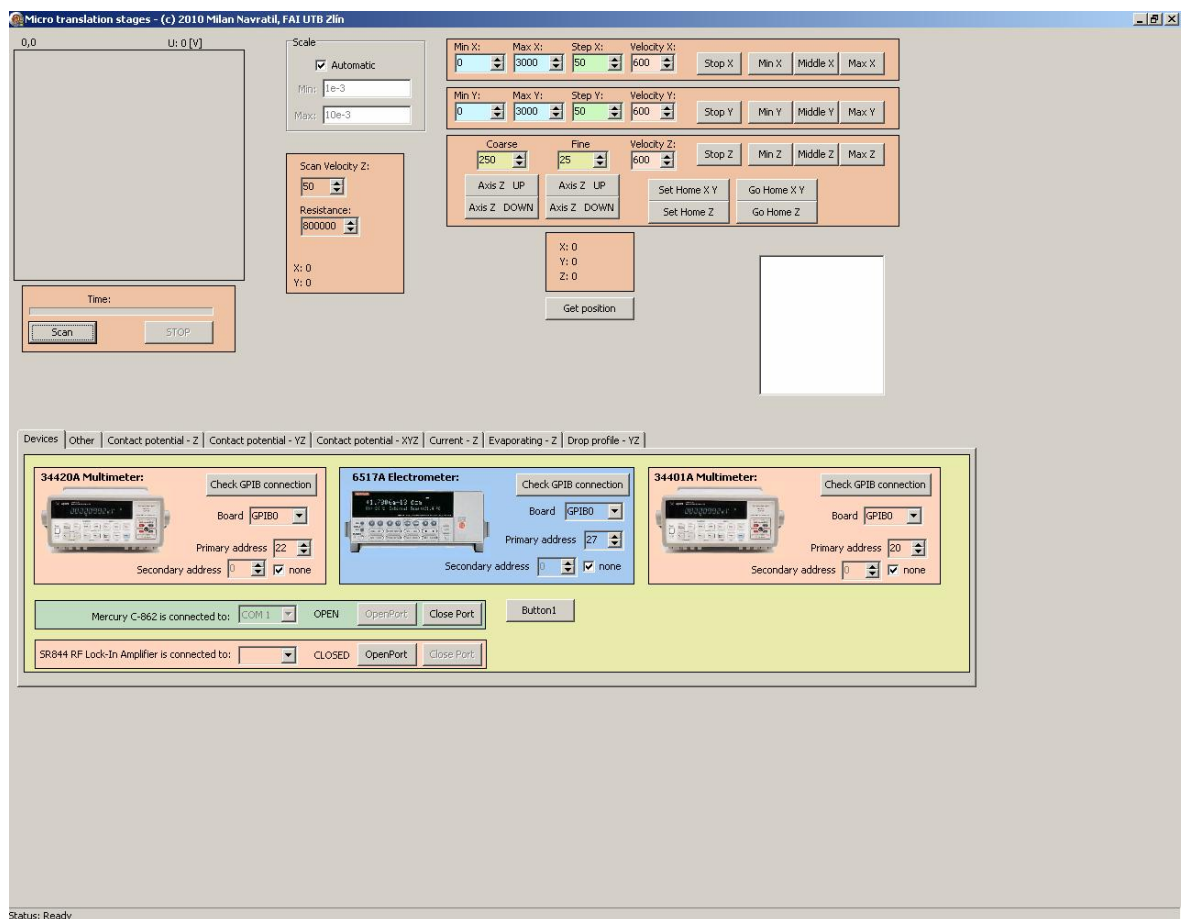 Micro translation stages - (c) 2010 Milan Navratil, FAI UTB Zlín
0,0 U: 0 [V]
Scale
Automatic
Min: 1e-3
Max: 10e-3
Min X: Max X: Step X: Velocity X:
0 3000 50 600 Stop X Min X Middle X Max X
Min Y: Max Y: Step Y: Velocity Y:
0 3000 50 600 Stop Y Min Y Middle Y Max Y
Coarse Fine Velocity Z:
250 25 600 Stop Z Min Z Middle Z Max Z
Axis Z UP Axis Z UP Set Home X Y Go Home X Y
Axis Z DOWN Axis Z DOWN Set Home Z Go Home Z
Scan Velocity Z:
50
Resistance:
800000
X: 0
Y: 0
X: 0
Y: 0
Z: 0
Get position
Time:
Scan STOP
Devices Other Contact potential - Z Contact potential - YZ Contact potential - XYZ Current - Z Evaporating - Z Drop profile - YZ
34420A Multimeter: Check GPIB connection
Board GPIB0
Primary address 22
Secondary address 0 none
6517A Electrometer: Check GPIB connection
Board GPIB0
Primary address 27
Secondary address 0 none
34401A Multimeter: Check GPIB connection
Board GPIB0
Primary address 20
Secondary address 0 none
Mercury C-862 is connected to: COM 1 OPEN OpenPort Close Port
Button1
SR844 RF Lock-In Amplifier is connected to: CLOSED OpenPort Close Port
Status: Ready